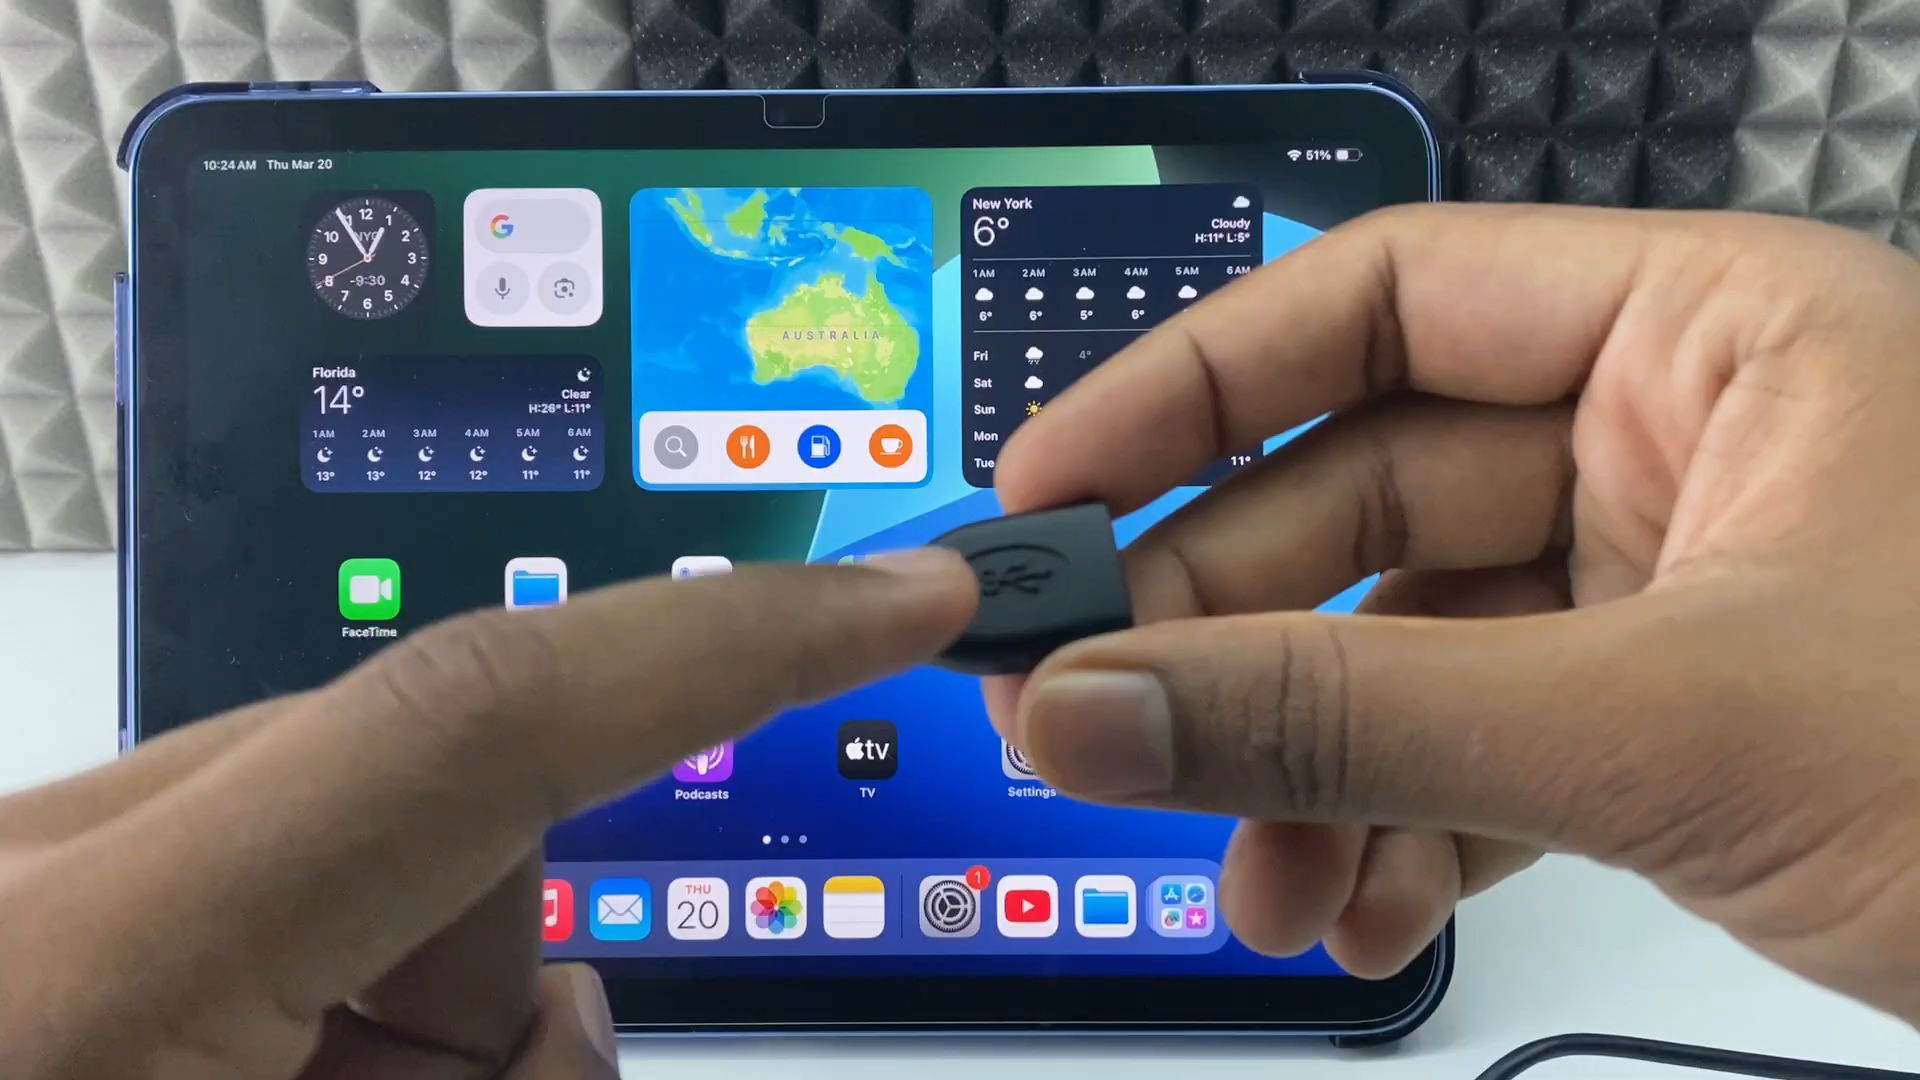 10:24 AM Thu Mar 20
51%
12
1
2
3
4
5
6
7
8
9
10
11
NYC
-9:30
G
AUSTRALIA
New York
6°
Cloudy
H:11° L:5°
1AM 2AM 3AM 4AM 5AM 6AM
6° 6° 5° 6°
Fri 4°
Sat
Sun
Mon
Tue 11°
Florida
14°
Clear
H:26° L:11°
1AM 2AM 3AM 4AM 5AM 6AM
13° 13° 12° 12° 11° 11°
FaceTime
tv
Podcasts TV Settings
THU
20
1